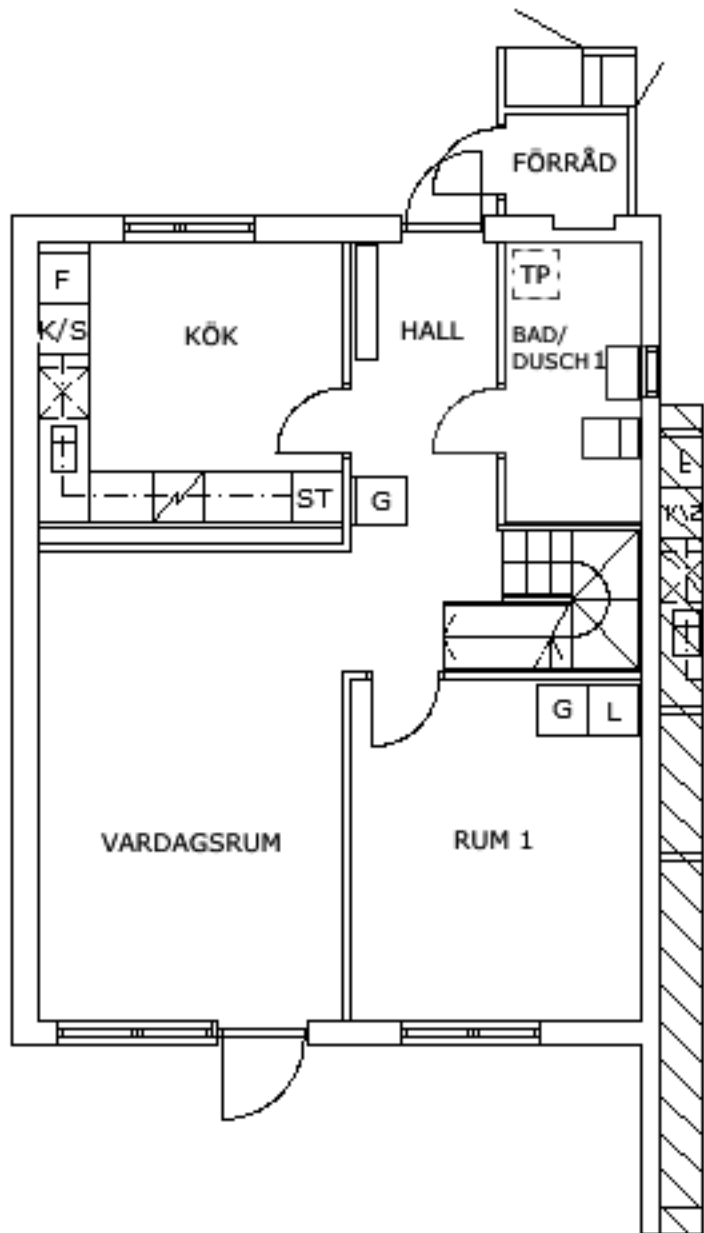 FÖRRÅD
F
K/S
KÖK
HALL
TP
BAD/
DUSCH 1
ST
G
G
L
VARDAGSRUM
RUM 1